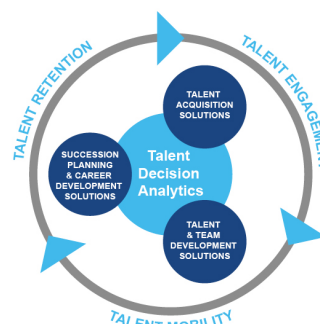 TALENT RETENTION
TALENT ENGAGEMENT
TALENT
ACQUISITION
SOLUTIONS
SUCCESSION
PLANNING
& CAREER
DEVELOPMENT
SOLUTIONS
Talent
Decision
Analytics
TALENT
& TEAM
DEVELOPMENT
SOLUTIONS
TALENT MOBILITY